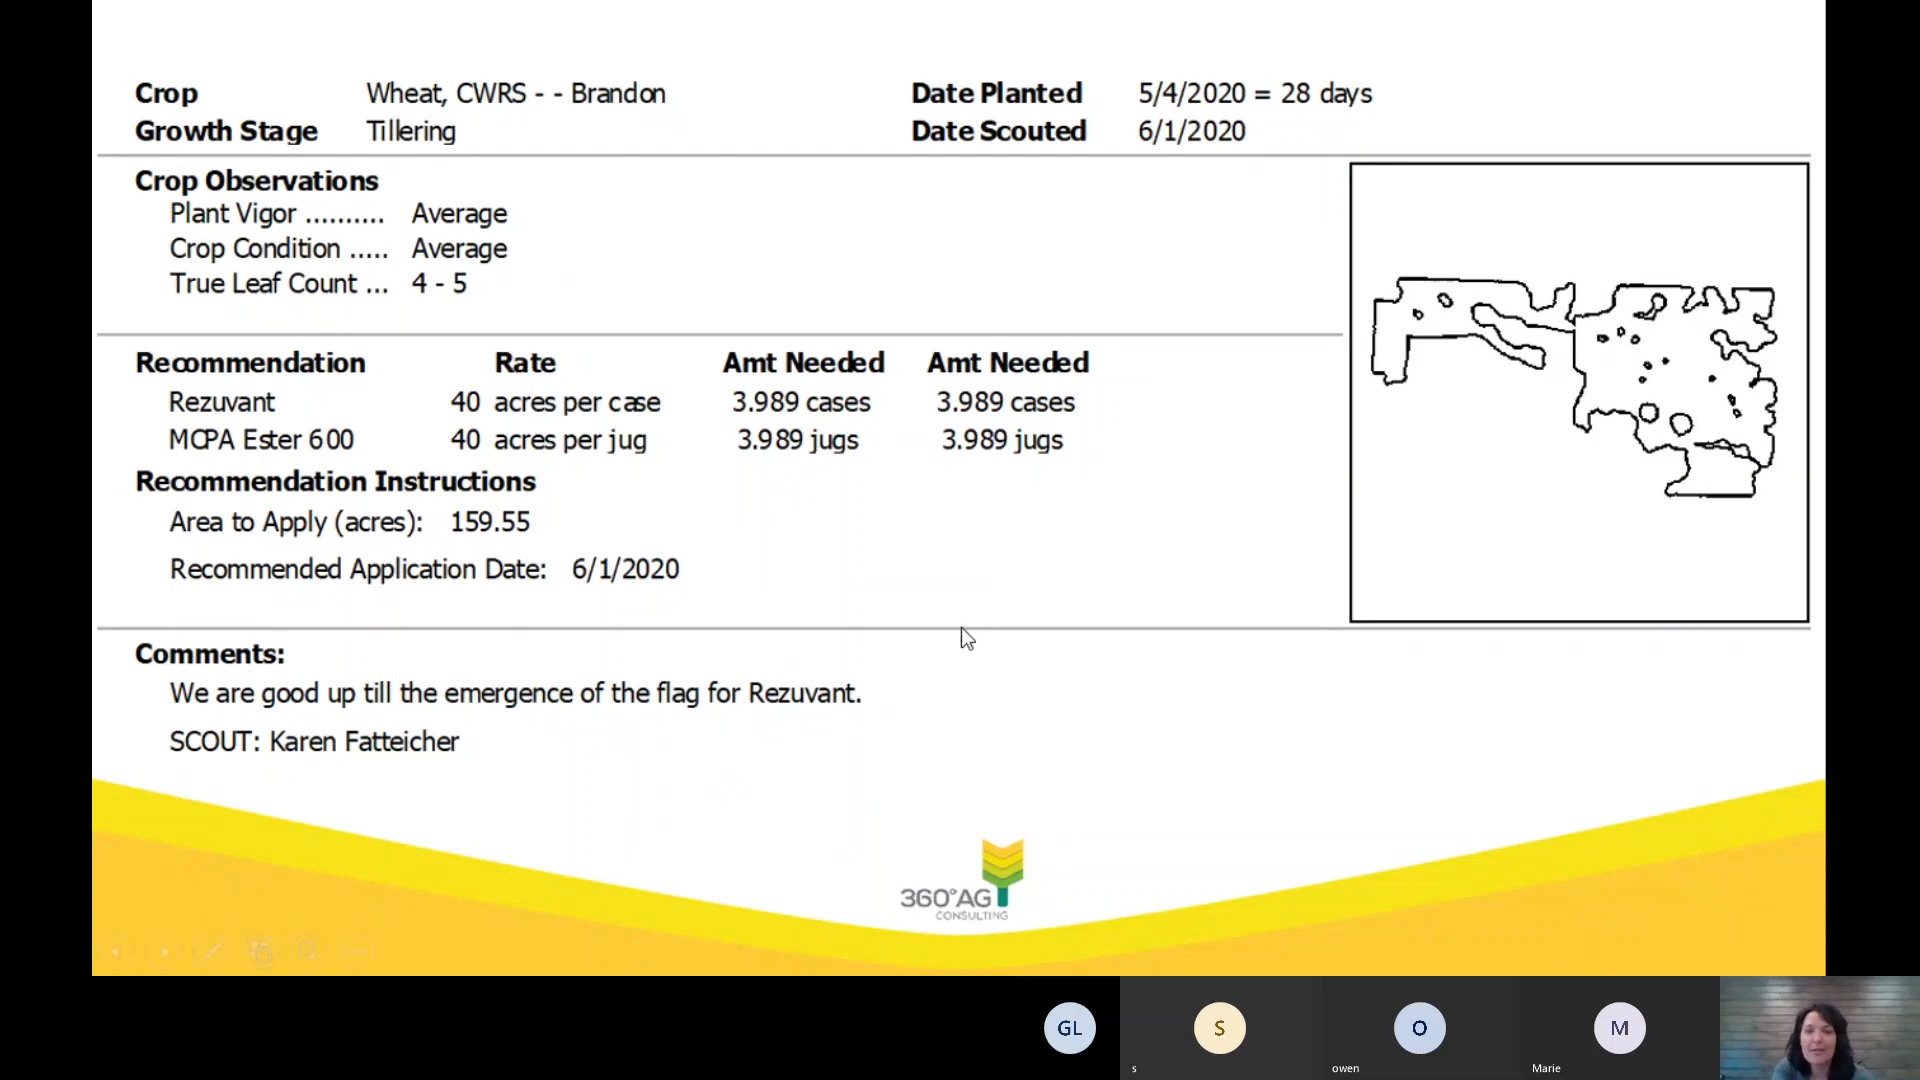 Crop Wheat, CWRS - - Brandon Date Planted 5/4/2020 = 28 days
Growth Stage Tillering Date Scouted 6/1/2020
Crop Observations
Plant Vigor .......... Average
Crop Condition ..... Average
True Leaf Count ... 4 - 5
Recommendation Rate Amt Needed Amt Needed
Rezuvant 40 acres per case 3.989 cases 3.989 cases
MCPA Ester 600 40 acres per jug 3.989 jugs 3.989 jugs
Recommendation Instructions
Area to Apply (acres): 159.55
Recommended Application Date: 6/1/2020
Comments:
We are good up till the emergence of the flag for Rezuvant.
SCOUT: Karen Fatteicher
360°AG
CONSULTING
GL S O M
s owen Marie